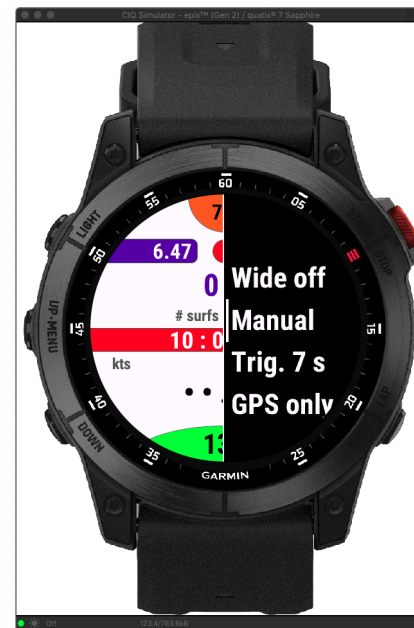 CIQ Simulator - epix™ (Gen 2) / quatix® 7 Sapphire
60
55
05
LIGHT
50
STOP
7
6.47
0
Wide off
# surfs
Manual
UP·MENU
45
15
10 : 0
kts
Trig. 7 s
...
GPS only
40
20
LAP
DOWN
13
35
25
GARMIN
Off
123.4/763.6kB